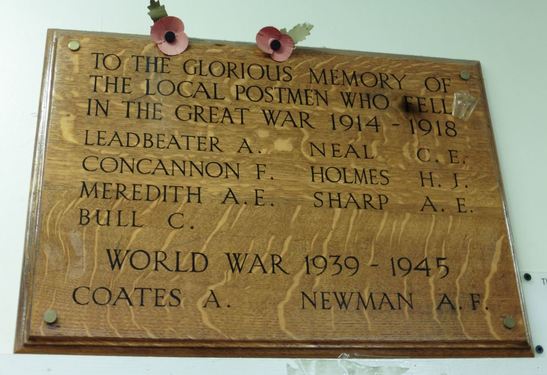 TO THE GLORIOUS MEMORY OF
THE LOCAL POSTMEN WHO FELL
IN THE GREAT WAR 1914 - 1918
LEADBEATER A. NEAL C. E.
CONCANNON F. HOLMES H. J.
MEREDITH A. E. SHARP A. E.
BULL C.
WORLD WAR 1939 - 1945
COATES A. NEWMAN A. F.